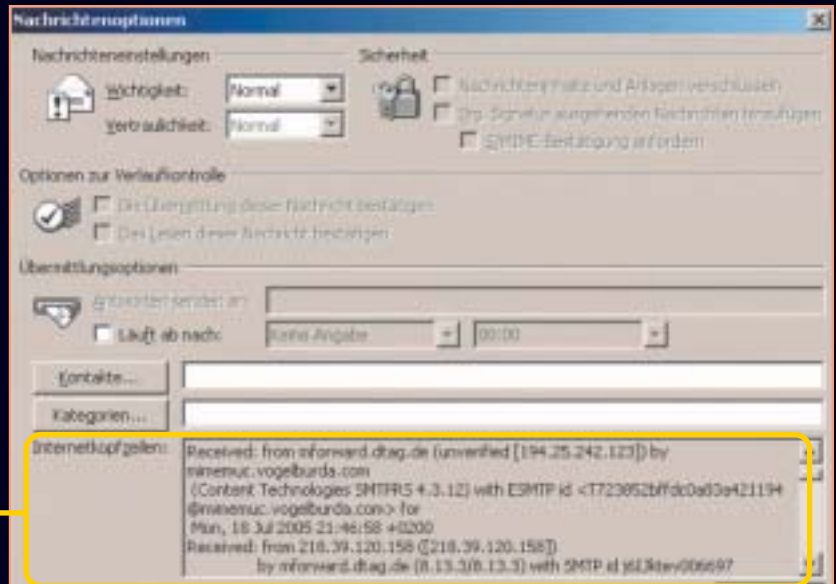 Nachrichtenoptionen
Nachrichteneinstellungen
Sicherheit
Wichtigkeit: Normal
Vertraulichkeit: Normal
Nachrichteninhalte und Anlagen verschlüsseln
Dig. Signatur ausgehenden Nachrichten hinzufügen
S/MIME-Bestätigung anfordern
Optionen zur Verlaufkontrolle
Die Übermittlung dieser Nachricht bestätigen
Das Lesen dieser Nachricht bestätigen
Übermittlungsoptionen
Antworten senden an:
Läuft ab nach: Keine Angabe 00:00
Kontakte...
Kategorien...
Internetkopfzeilen: Received: from mforward.dtag.de (unverified [194.25.242.123]) by
mimemuc.vogelburda.com
(Content Technologies SMTPRS 4.3.12) with ESMTP id
@mimemuc.vogelburda.com> for
Mon, 18 Jul 2005 21:46:58 +0200
Received: from 218.39.120.158 ([218.39.120.158])
by mforward.dtag.de (8.13.3/8.13.3) with SMTP id